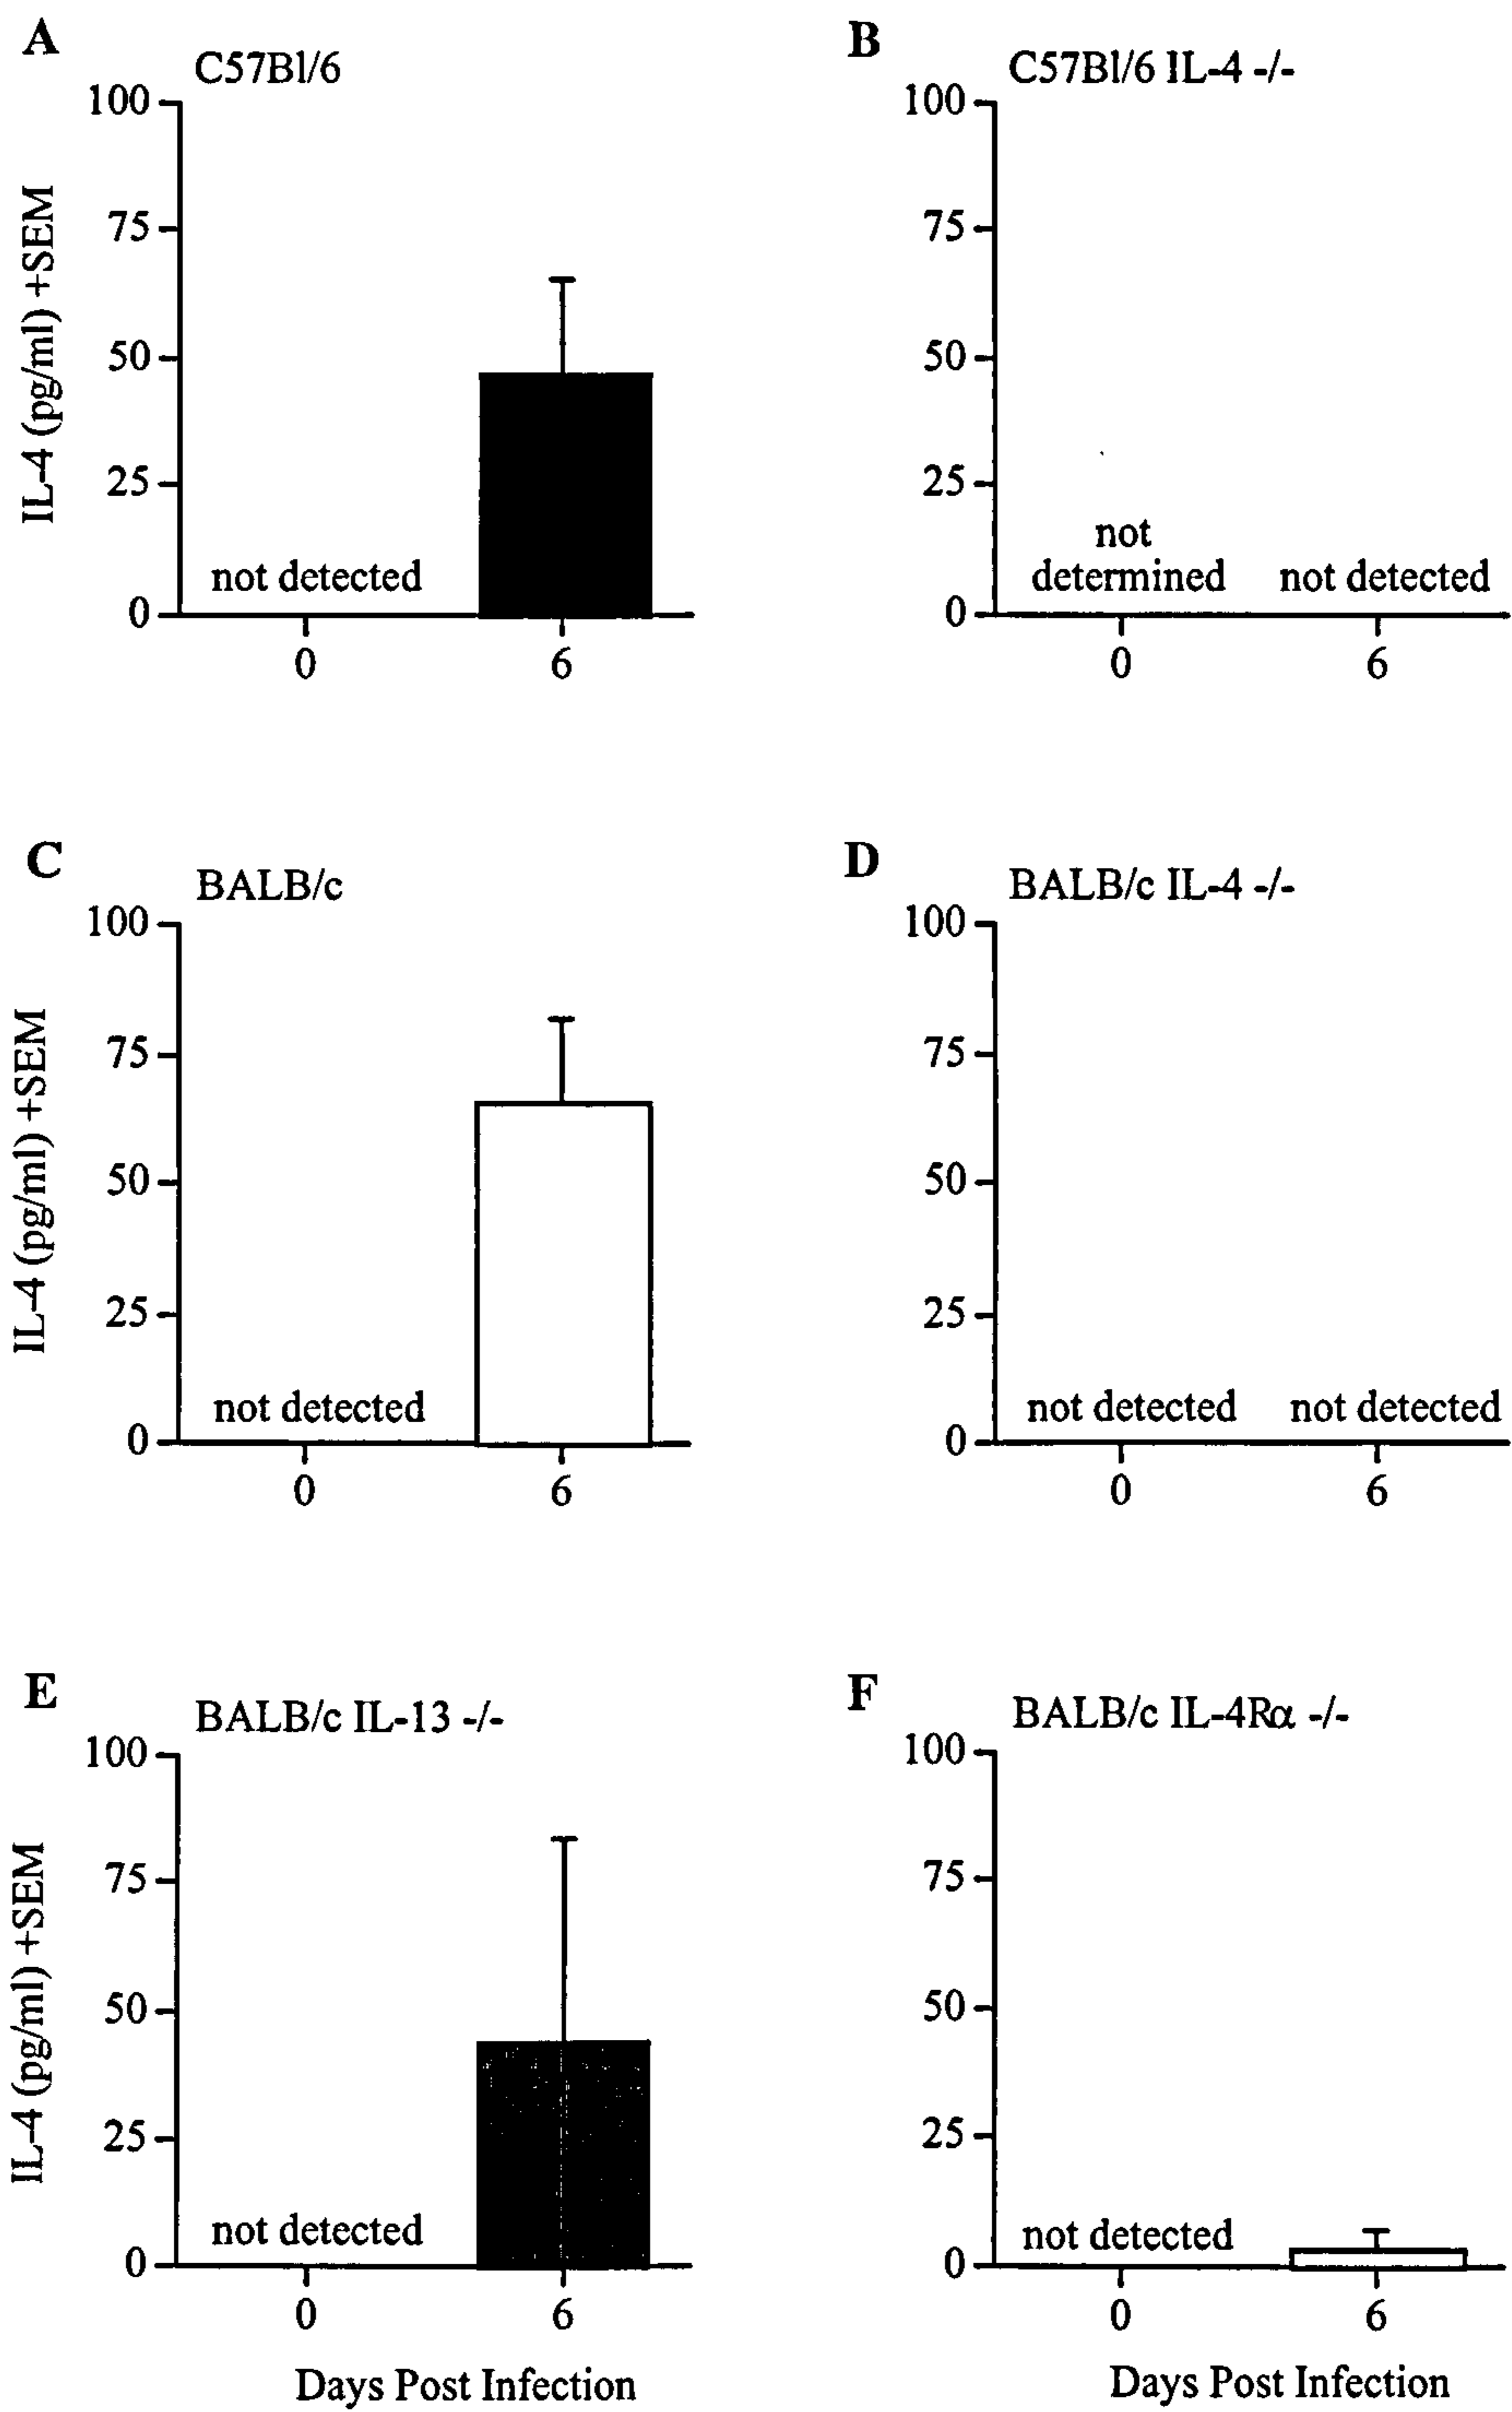 A
C57Bl/6
100
75
50
25
0
IL-4 (pg/ml) +SEM
not detected
0
6
B
C57Bl/6 IL-4 -/-
100
75
50
25
0
not
determined
not detected
0
6
C
BALB/c
100
75
50
25
0
IL-4 (pg/ml) +SEM
not detected
0
6
D
BALB/c IL-4 -/-
100
75
50
25
0
not detected
not detected
0
6
E
BALB/c IL-13 -/-
100
75
50
25
0
IL-4 (pg/ml) +SEM
not detected
0
6
Days Post Infection
F
BALB/c IL-4Rα -/-
100
75
50
25
0
not detected
0
6
Days Post Infection